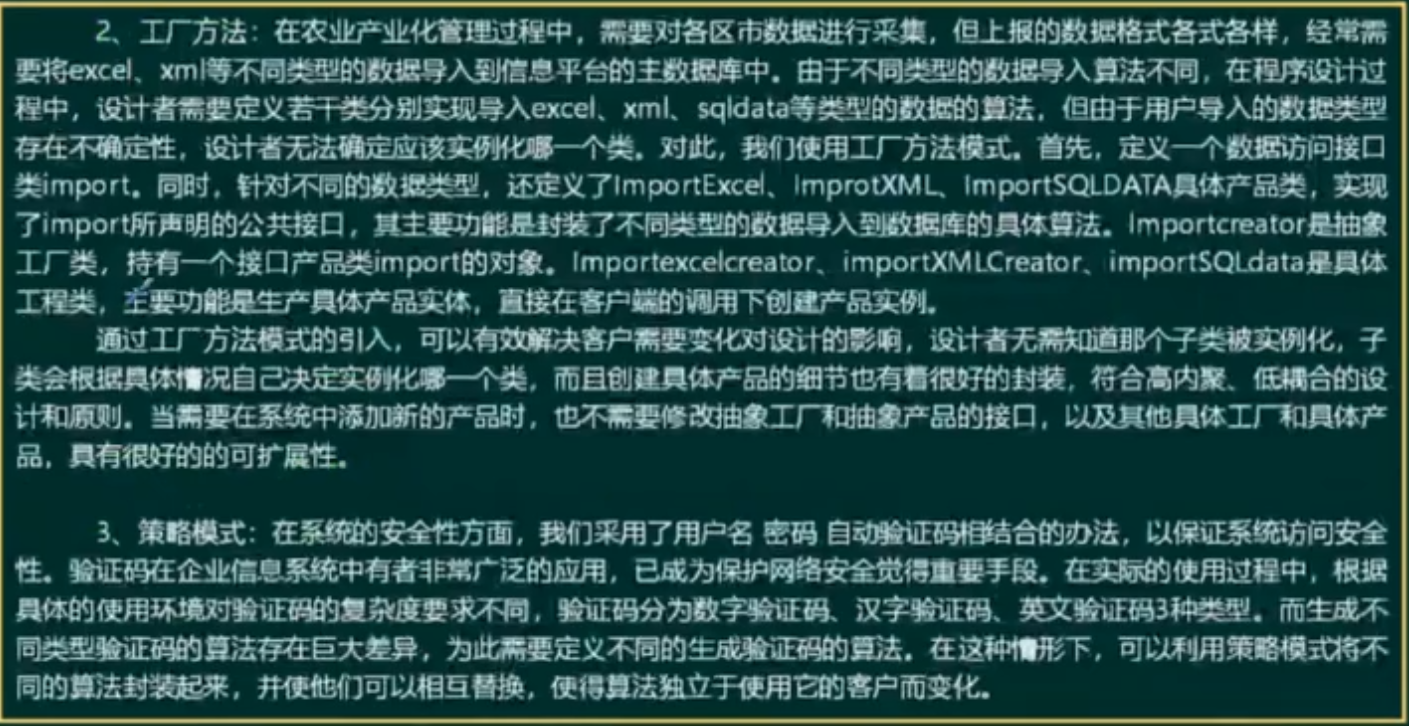 2、工厂方法：在农业产业化管理过程中，需要对各区市数据进行采集，但上报的数据格式各式各样，经常需
要将excel、xml等不同类型的数据导入到信息平台的主数据库中。由于不同类型的数据导入算法不同，在程序设计过
程中，设计者需要定义若干类分别实现导入excel、xml、sqldata等类型的数据的算法，但由于用户导入的数据类型
存在不确定性，设计者无法确定应该实例化哪一个类。对此，我们使用工厂方法模式。首先，定义一个数据访问接口
类import。同时，针对不同的数据类型，还定义了ImportExcel、ImprotXML、ImportSQLDATA具体产品类，实现
了import所声明的公共接口，其主要功能是封装了不同类型的数据导入到数据库的具体算法。Importcreator是抽象
工厂类，持有一个接口产品类import的对象。Importexcelcreator、importXMLCreator、importSQLdata是具体
工程类，主要功能是生产具体产品实体，直接在客户端的调用下创建产品实例。
通过工厂方法模式的引入，可以有效解决客户需要变化对设计的影响，设计者无需知道那个子类被实例化，子
类会根据具体情况自己决定实例化哪一个类，而且创建具体产品的细节也有着很好的封装，符合高内聚、低耦合的设
计和原则。当需要在系统中添加新的产品时，也不需要修改抽象工厂和抽象产品的接口，以及其他具体工厂和具体产
品，具有很好的的可扩展性。
3、策略模式：在系统的安全性方面，我们采用了用户名 密码 自动验证码相结合的办法，以保证系统访问安全
性。验证码在企业信息系统中有者非常广泛的应用，已成为保护网络安全觉得重要手段。在实际的使用过程中，根据
具体的使用环境对验证码的复杂度要求不同，验证码分为数字验证码、汉字验证码、英文验证码3种类型。而生成不
同类型验证码的算法存在巨大差异，为此需要定义不同的生成验证码的算法。在这种情形下，可以利用策略模式将不
同的算法封装起来，并使他们可以相互替换，使得算法独立于使用它的客户而变化。